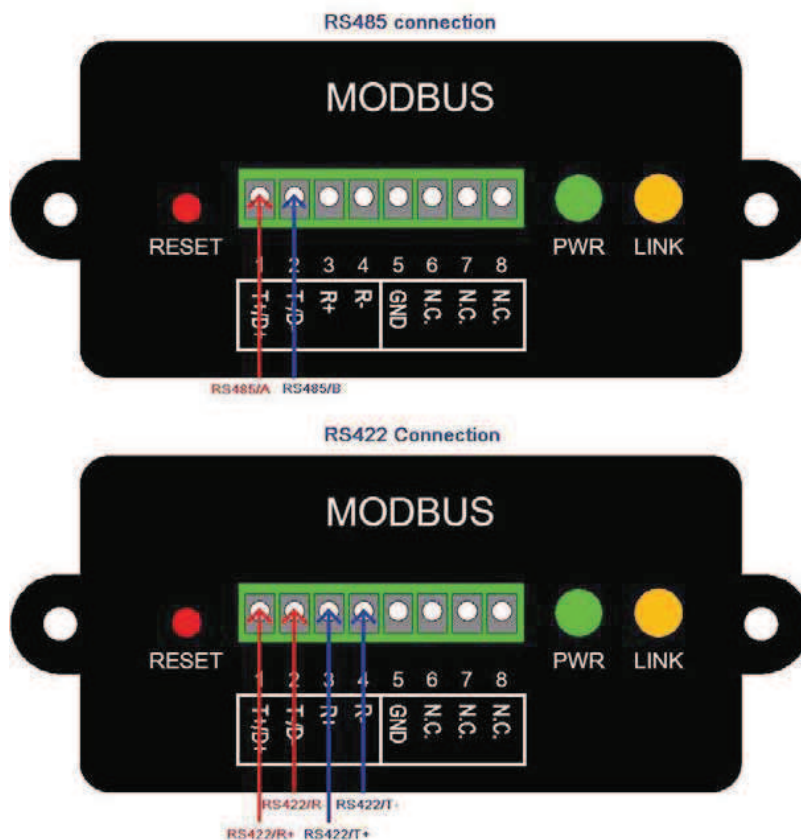 RS485 connection
MODBUS
RESET
PWR
LINK
1 2 3 4 5 6 7 8
T+/D+
T-/D-
R+
R-
GND
N.C.
N.C.
N.C.
RS485/A
RS485/B
RS422 Connection
MODBUS
RESET
PWR
LINK
1 2 3 4 5 6 7 8
T+/D+
T-/D-
R+
R-
GND
N.C.
N.C.
N.C.
RS422/R-
RS422/T-
RS422/R+
RS422/T+